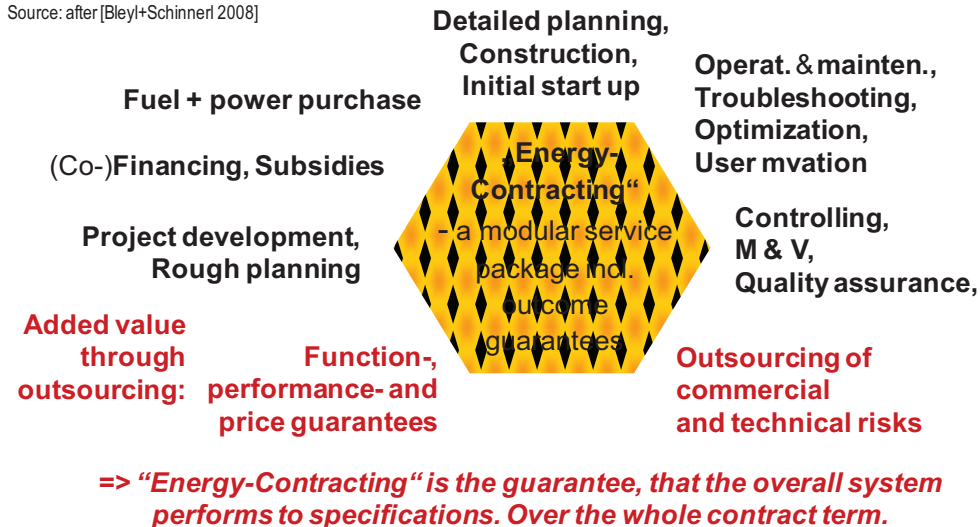 Source: after [Bleyl+Schinnerl 2008]
Detailed planning,
Construction,
Initial start up
Operat. & mainten.,
Troubleshooting,
Optimization,
User mvation
Fuel + power purchase
(Co-)Financing, Subsidies
Project development,
Rough planning
„Energy-
Contracting“
- a modular service
package incl.
outcome
guarantees
Controlling,
M & V,
Quality assurance,
Added value
through
outsourcing:
Function-,
performance- and
price guarantees
Outsourcing of
commercial
and technical risks
=> “Energy-Contracting“ is the guarantee, that the overall system
performs to specifications. Over the whole contract term.